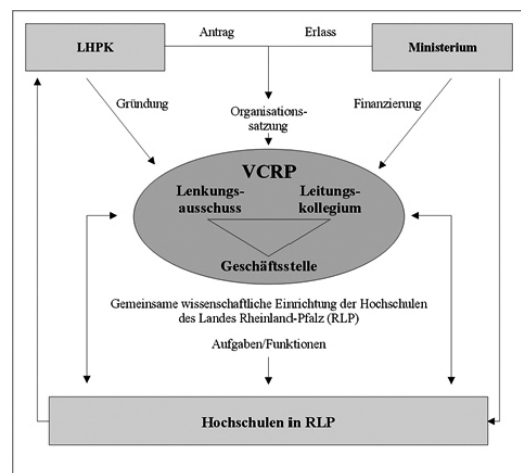 Antrag
Erlass
LHPK
Ministerium
Gründung
Organisations-
satzung
Finanzierung
VCRP
Lenkungs-
ausschuss
Leitungs-
kollegium
Geschäftsstelle
Gemeinsame wissenschaftliche Einrichtung der Hochschulen
des Landes Rheinland-Pfalz (RLP)
Aufgaben/Funktionen
Hochschulen in RLP